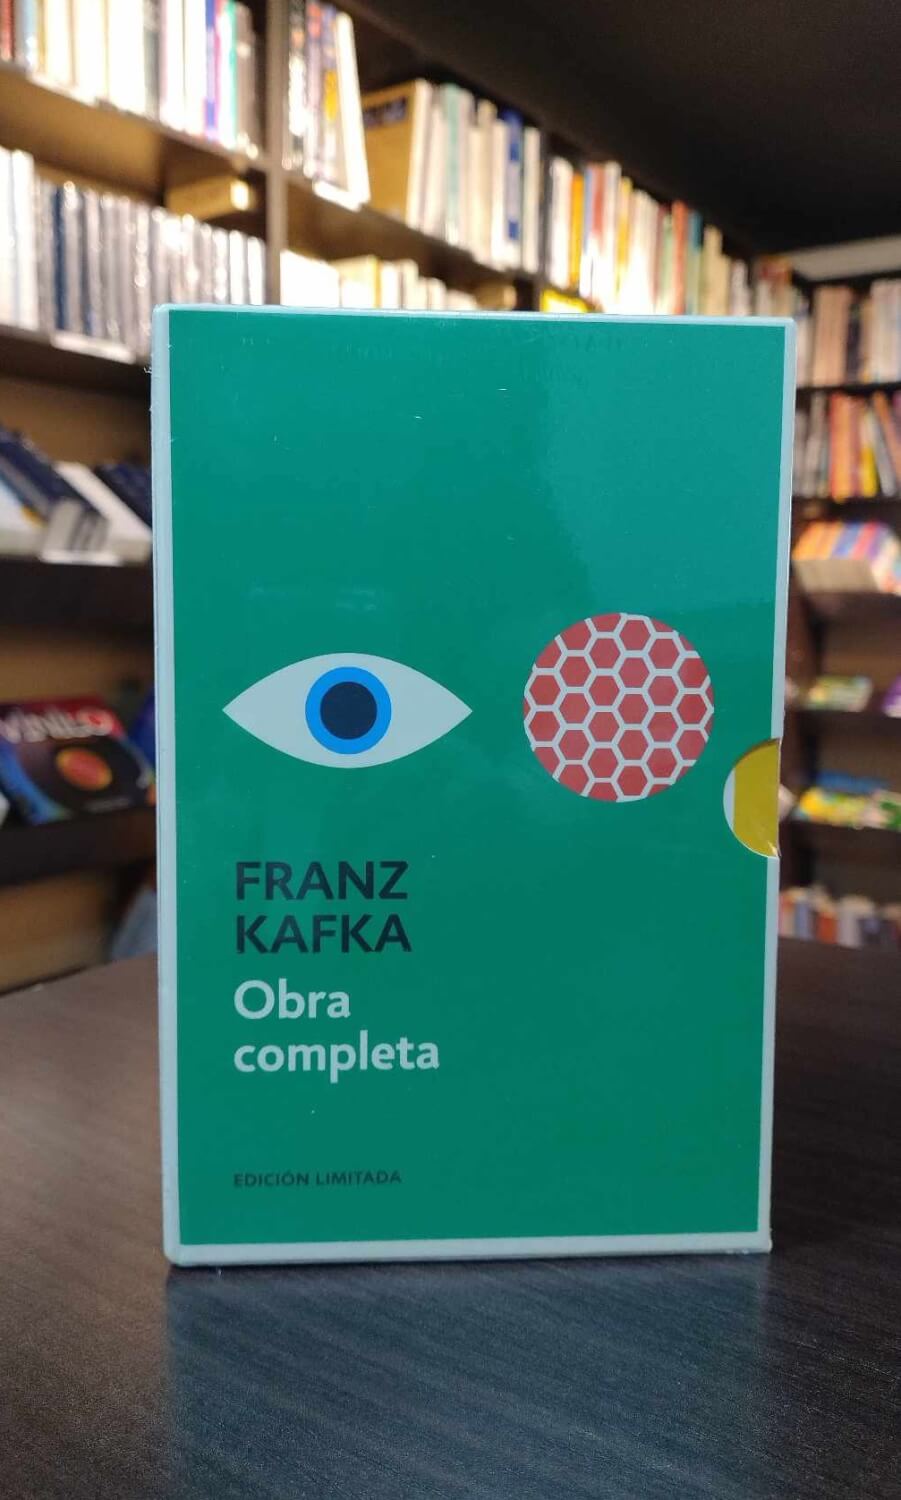 FRANZ
KAFKA
Obra
completa
EDICIÓN LIMITADA